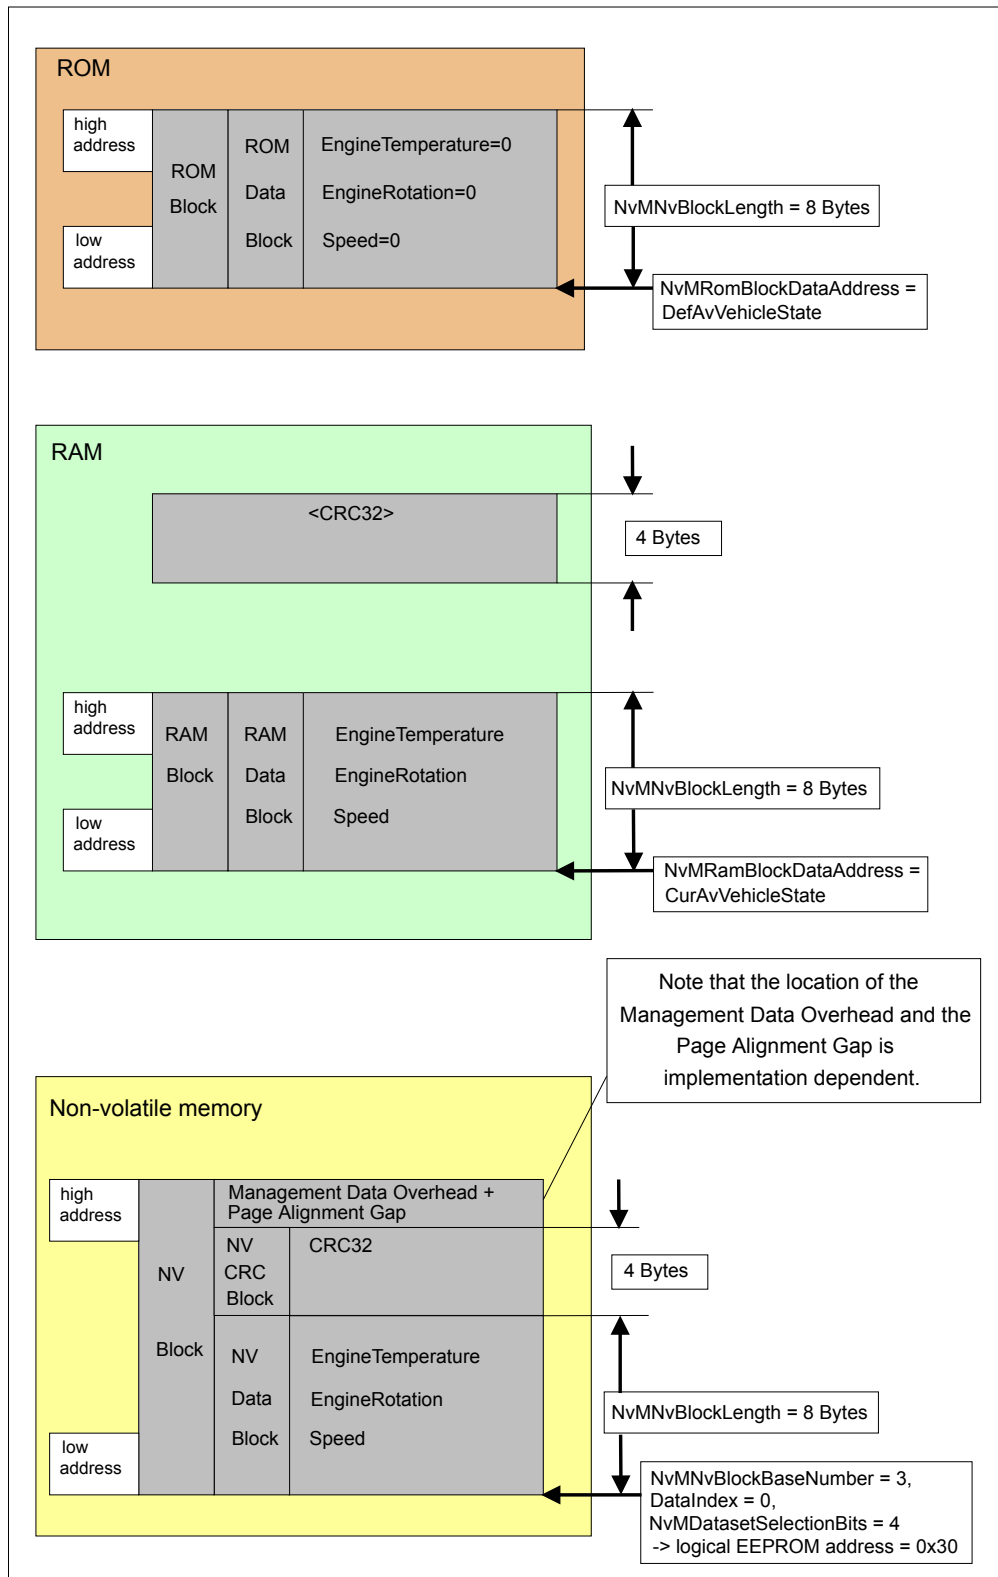 ROM
high
address
ROM
Block
low
address
ROM
Data
Block
EngineTemperature=0
EngineRotation=0
Speed=0
NvMNvBlockLength = 8 Bytes
NvMRomBlockDataAddress =
DefAvVehicleState
RAM
<CRC32>
4 Bytes
high
address
RAM
Block
low
address
RAM
Data
Block
EngineTemperature
EngineRotation
Speed
NvMNvBlockLength = 8 Bytes
NvMRamBlockDataAddress =
CurAvVehicleState
Note that the location of the
Management Data Overhead and the
Page Alignment Gap is
implementation dependent.
Non-volatile memory
high
address
NV
Block
low
address
Management Data Overhead +
Page Alignment Gap
NV
CRC
Block
CRC32
4 Bytes
NV
Data
Block
EngineTemperature
EngineRotation
Speed
NvMNvBlockLength = 8 Bytes
NvMNvBlockBaseNumber = 3,
DataIndex = 0,
NvMDatasetSelectionBits = 4
-> logical EEPROM address = 0x30